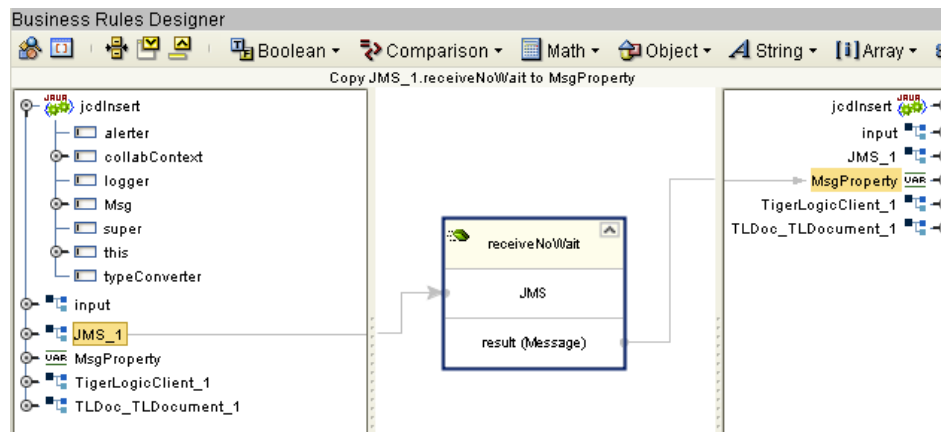 Business Rules Designer
Boolean Comparison Math Object String [i] Array
Copy JMS_1.receiveNoWait to MsgProperty
JAVA jcdInsert
alerter
collabContext
logger
Msg
super
this
typeConverter
input
JMS_1
VAR MsgProperty
TigerLogicClient_1
TLDoc_TLDocument_1
receiveNoWait
JMS
result (Message)
jcdInsert JAVA
input
JMS_1
MsgProperty VAR
TigerLogicClient_1
TLDoc_TLDocument_1